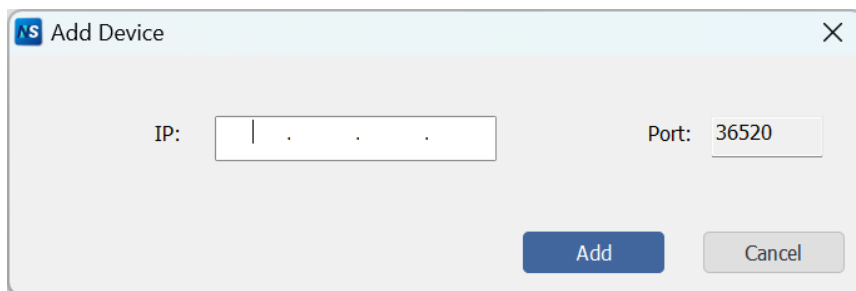 NS Add Device
IP: . . . Port: 36520
Add Cancel